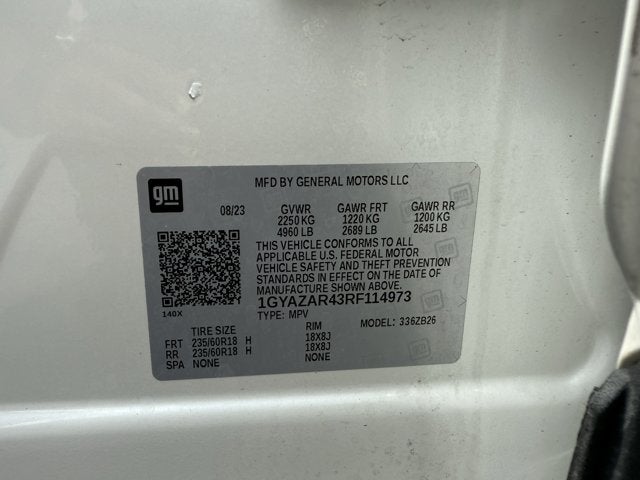 gm
MFD BY GENERAL MOTORS LLC
08/23 GVWR GAWR FRT GAWR RR
2250 KG 1220 KG 1200 KG
4960 LB 2689 LB 2645 LB
THIS VEHICLE CONFORMS TO ALL
APPLICABLE U.S. FEDERAL MOTOR
VEHICLE SAFETY AND THEFT PREVENTION
STANDARDS IN EFFECT ON THE DATE OF
MANUFACTURE SHOWN ABOVE.
1GYAZAR43RF114973
140X
TYPE: MPV MODEL: 336ZB26
TIRE SIZE RIM
FRT 235/60R18 H 18X8J
RR 235/60R18 H 18X8J
SPA NONE NONE